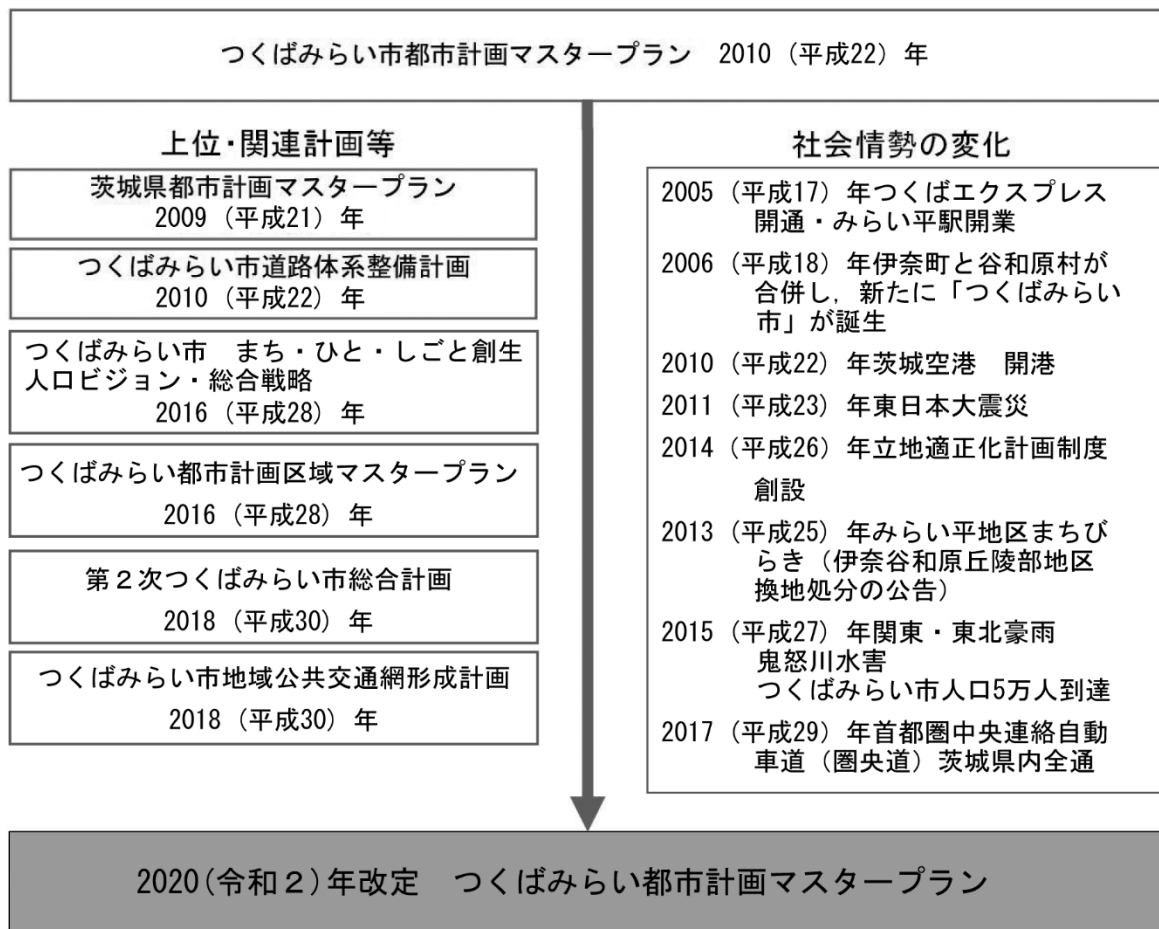 つくばみらい市都市計画マスタープラン　2010（平成22）年
上位・関連計画等
茨城県都市計画マスタープラン
2009（平成21）年
つくばみらい市道路体系整備計画
2010（平成22）年
つくばみらい市　まち・ひと・しごと創生
人口ビジョン・総合戦略
2016（平成28）年
つくばみらい都市計画区域マスタープラン
2016（平成28）年
第２次つくばみらい市総合計画
2018（平成30）年
つくばみらい市地域公共交通網形成計画
2018（平成30）年
社会情勢の変化
2005（平成17）年つくばエクスプレス
開通・みらい平駅開業
2006（平成18）年伊奈町と谷和原村が
合併し，新たに「つくばみらい
市」が誕生
2010（平成22）年茨城空港　開港
2011（平成23）年東日本大震災
2014（平成26）年立地適正化計画制度
創設
2013（平成25）年みらい平地区まちび
らき（伊奈谷和原丘陵部地区
換地処分の公告）
2015（平成27）年関東・東北豪雨
鬼怒川水害
つくばみらい市人口5万人到達
2017（平成29）年首都圏中央連絡自動
車道（圏央道）茨城県内全通
2020(令和２)年改定　つくばみらい都市計画マスタープラン